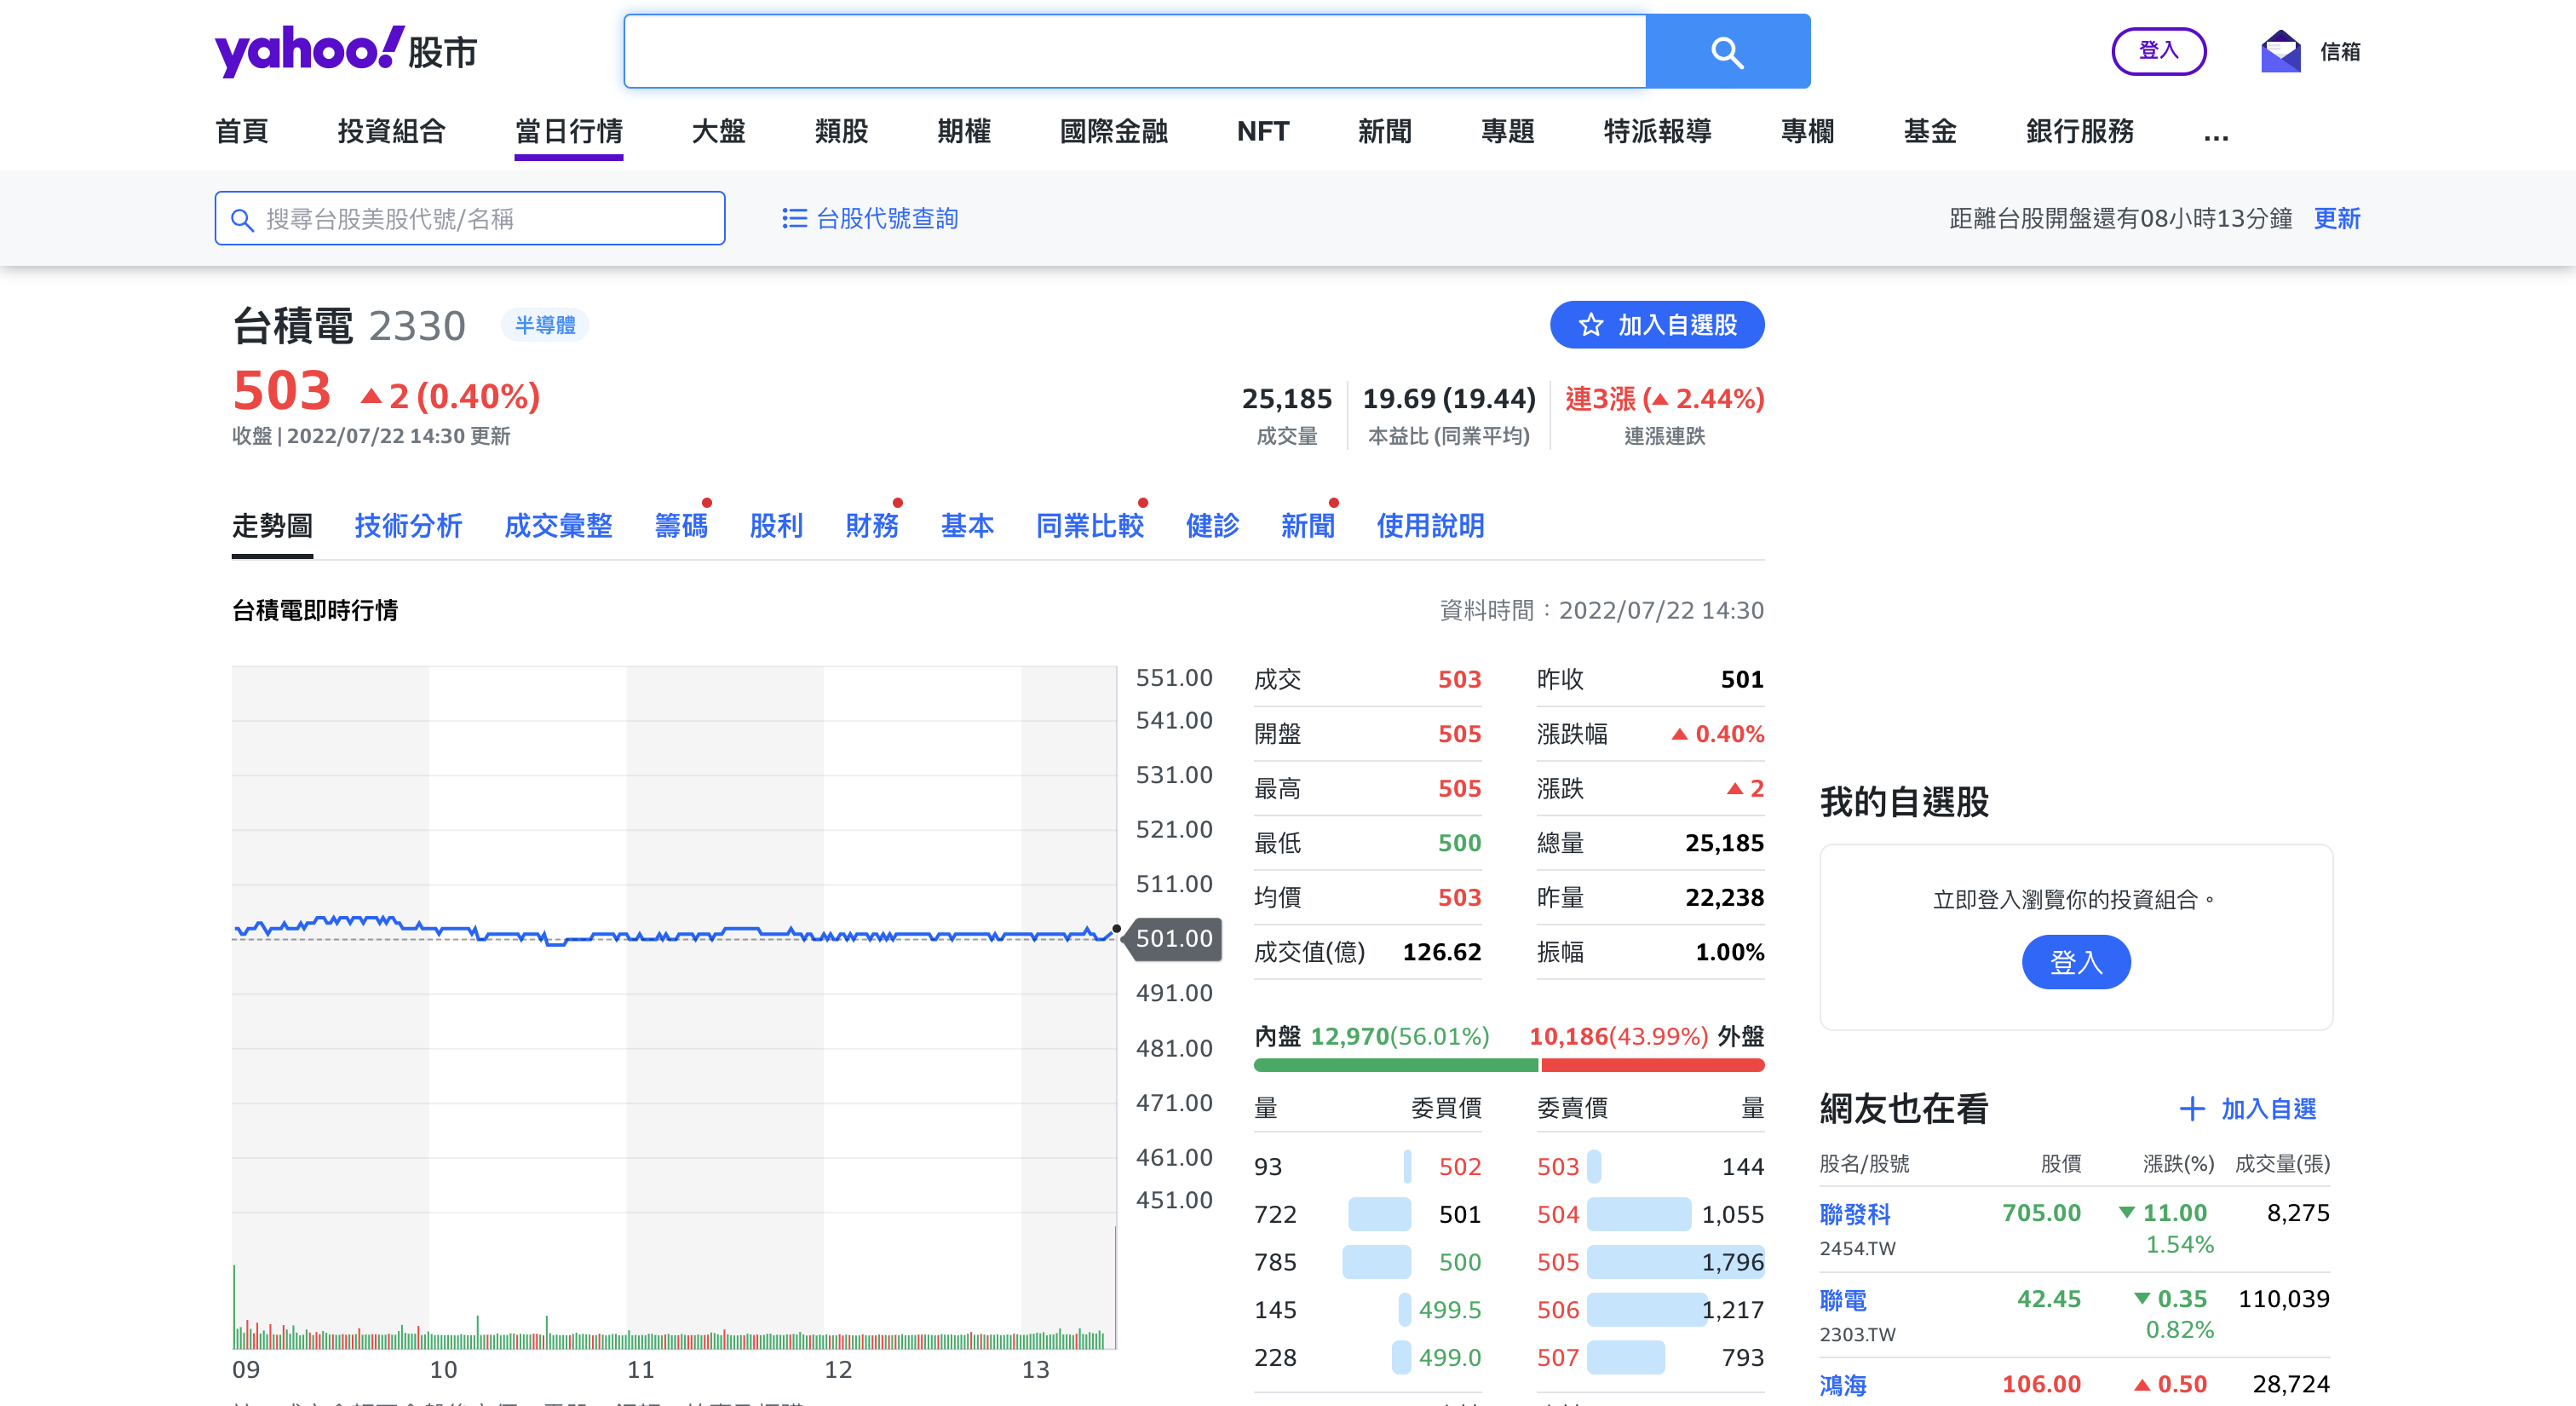 yahoo!股市
登入
信箱
首頁 投資組合 當日行情 大盤 類股 期權 國際金融 NFT 新聞 專題 特派報導 專欄 基金 銀行服務 ...
搜尋台股美股代號/名稱
台股代號查詢
距離台股開盤還有08小時13分鐘 更新
台積電 2330 半導體
加入自選股
503 ▲2 (0.40%)
收盤 | 2022/07/22 14:30 更新
25,185 19.69 (19.44) 連3漲 (▲ 2.44%)
成交量 本益比 (同業平均) 連漲連跌
走勢圖 技術分析 成交彙整 籌碼 股利 財務 基本 同業比較 健診 新聞 使用說明
台積電即時行情
資料時間：2022/07/22 14:30
551.00
541.00
531.00
521.00
511.00
501.00
491.00
481.00
471.00
461.00
451.00
09 10 11 12 13
成交 503 昨收 501
開盤 505 漲跌幅 ▲ 0.40%
最高 505 漲跌 ▲ 2
最低 500 總量 25,185
均價 503 昨量 22,238
成交值(億) 126.62 振幅 1.00%
內盤 12,970(56.01%) 10,186(43.99%) 外盤
量 委買價 委賣價 量
93 502 503 144
722 501 504 1,055
785 500 505 1,796
145 499.5 506 1,217
228 499.0 507 793
我的自選股
立即登入瀏覽你的投資組合。
登入
網友也在看
＋ 加入自選
股名/股號 股價 漲跌(%) 成交量(張)
聯發科 705.00 ▼ 11.00 8,275
2454.TW 1.54%
聯電 42.45 ▼ 0.35 110,039
2303.TW 0.82%
鴻海 106.00 ▲ 0.50 28,724